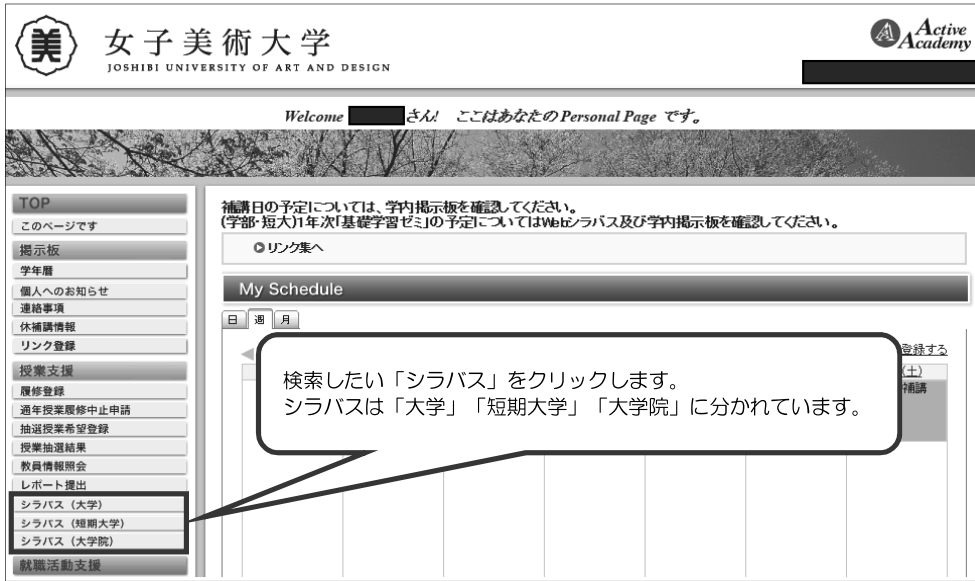 美
女子美術大学
JOSHIBI UNIVERSITY OF ART AND DESIGN
Active
Academy
Welcome さん! ここはあなたの Personal Page です。
TOP
このページです
掲示板
学年暦
個人へのお知らせ
連絡事項
休補講情報
リンク登録
授業支援
履修登録
通年授業履修中止申請
抽選授業希望登録
授業抽選結果
教員情報照会
レポート提出
シラバス（大学）
シラバス（短期大学）
シラバス（大学院）
就職活動支援
補講日の予定については、学内掲示板を確認してください。
(学部・短大)1年次「基礎学習ゼミ」の予定についてはWebシラバス及び学内掲示板を確認してください。
リンク集へ
My Schedule
日 週 月
登録する
(土)
補講
検索したい「シラバス」をクリックします。
シラバスは「大学」「短期大学」「大学院」に分かれています。